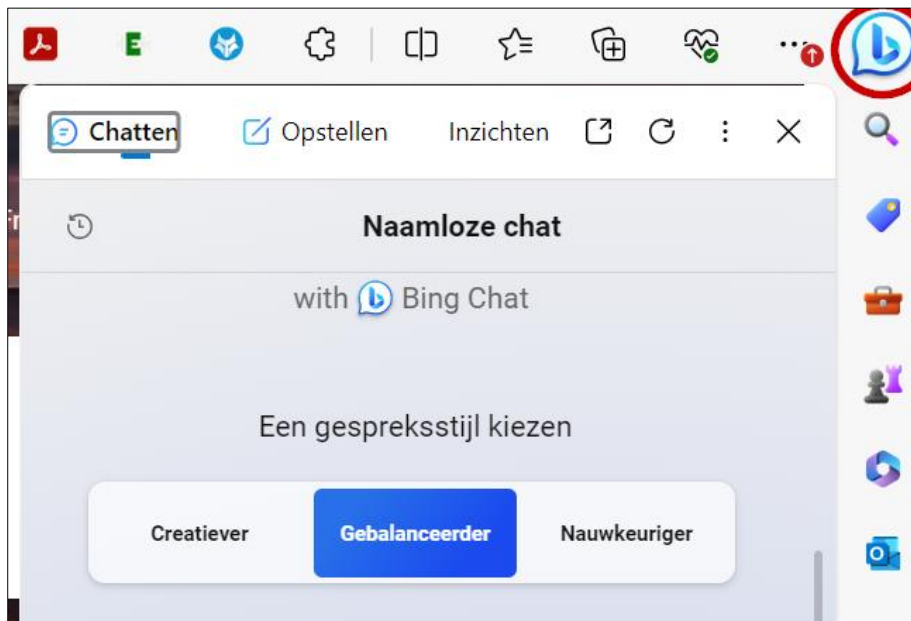 E
Chatten Opstellen Inzichten
Naamloze chat
with Bing Chat
Een gespreksstijl kiezen
Creatiever Gebalanceerder Nauwkeuriger